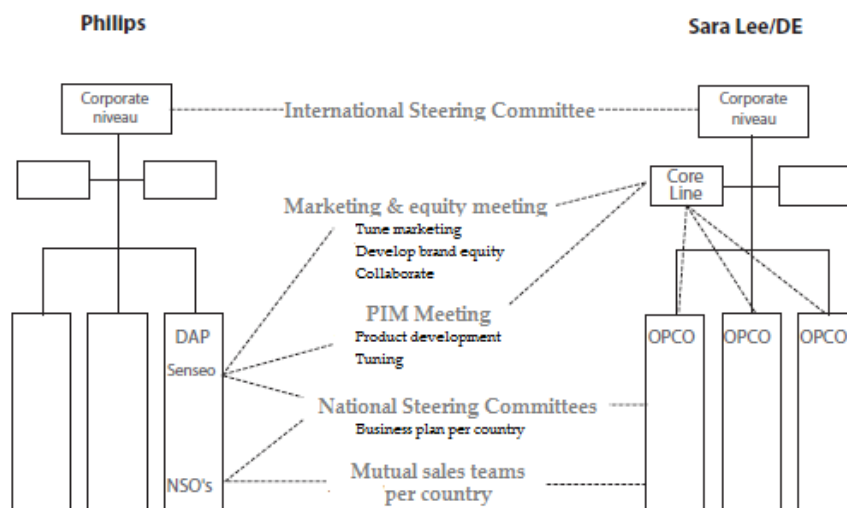 Philips
Sara Lee/DE
Corporate
niveau
International Steering Committee
Corporate
niveau
Core
Line
Marketing & equity meeting
Tune marketing
Develop brand equity
Collaborate
PIM Meeting
Product development
Tuning
DAP
Senseo
OPCO
OPCO
OPCO
National Steering Committees
Business plan per country
NSO's
Mutual sales teams
per country